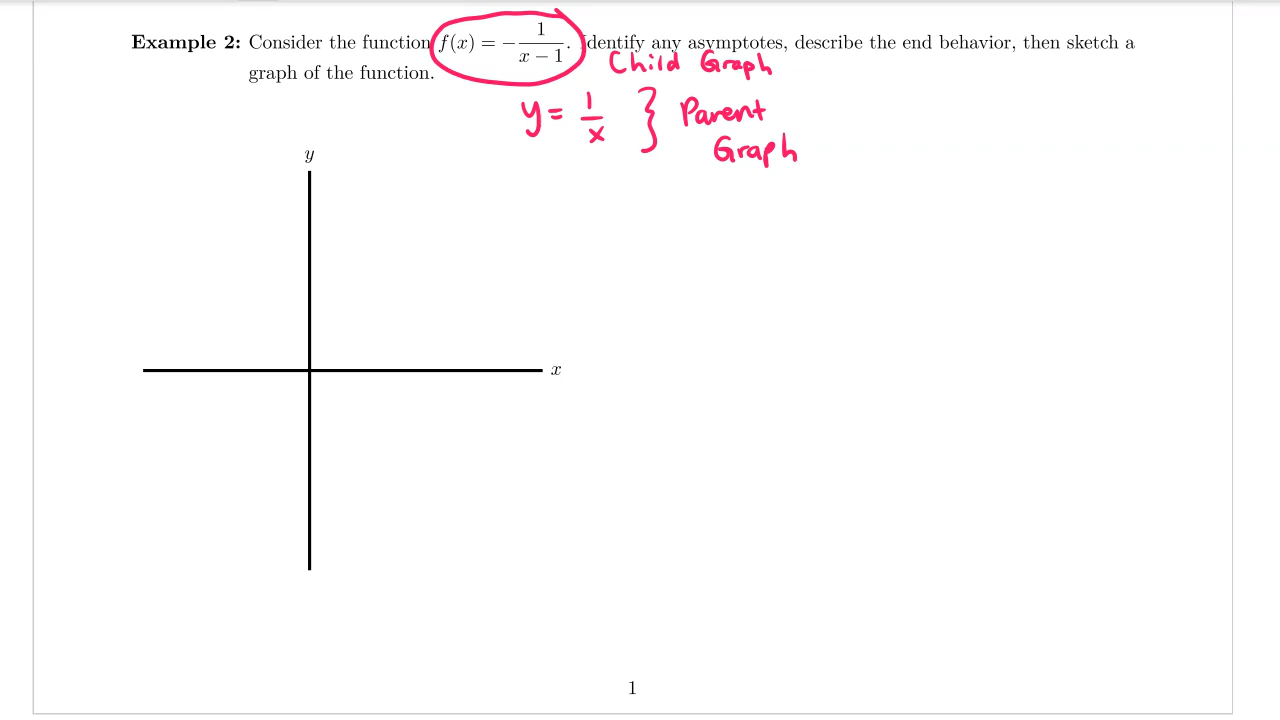 Example 2: Consider the function f(x) = −1/(x − 1). Identify any asymptotes, describe the end behavior, then sketch a
graph of the function.
Child Graph
y = 1/x } Parent
Graph
y
x
1